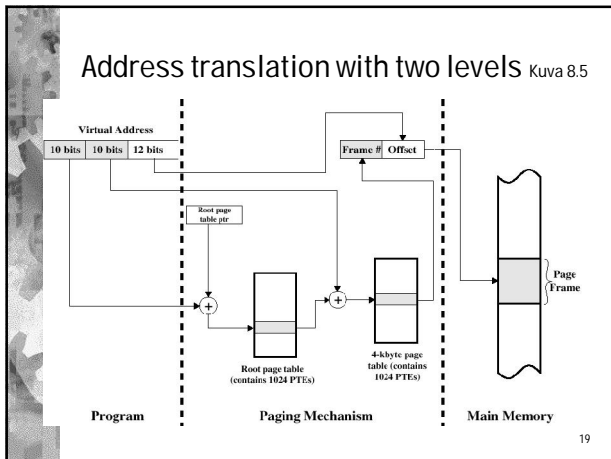 Address translation with two levels Kuva 8.5
Virtual Address
10 bits 10 bits 12 bits
Frame # Offset
Root page
table ptr
+
+
Page
Frame
Root page table
(contains 1024 PTEs)
4-kbyte page
table (contains
1024 PTEs)
Program Paging Mechanism Main Memory
19